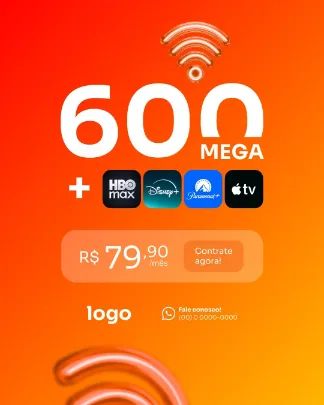 600
MEGA
+ HBO max Disney+ Paramount+ tv
R$ 79,90 /mês
Contrate agora!
logo
Fale conosco!
(00) 0 0000-0000